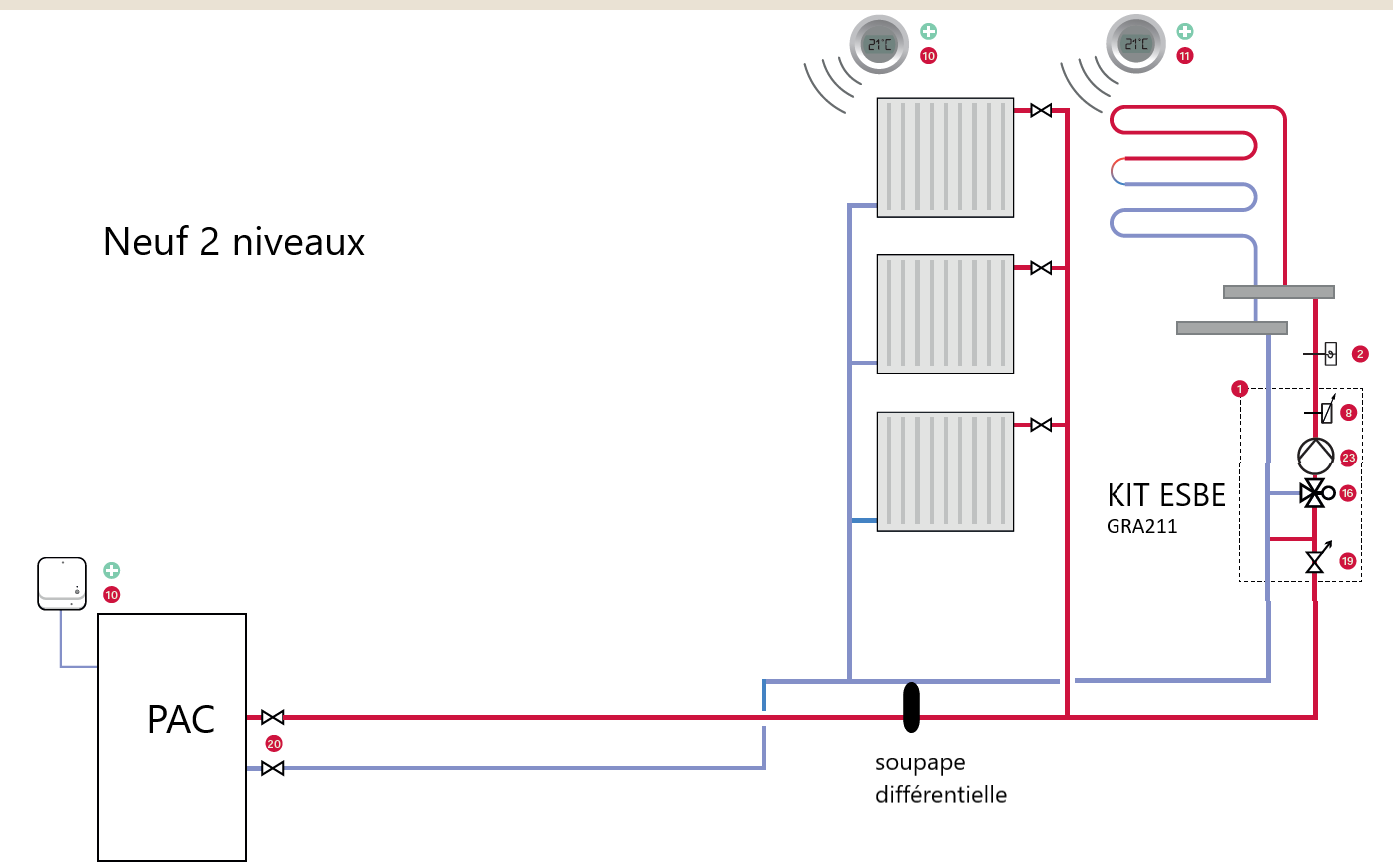 21°C
10
21°C
11
Neuf 2 niveaux
2
1
8
23
KIT ESBE
16
GRA211
19
10
PAC
20
soupape
différentielle